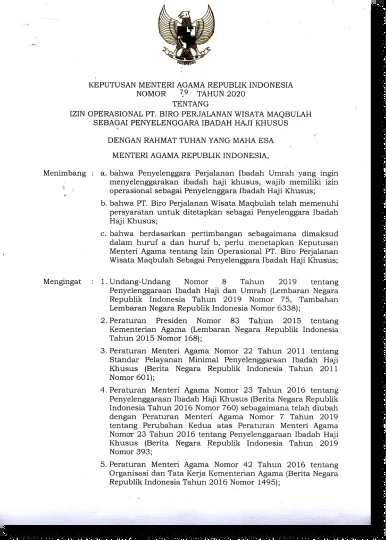 KEPUTUSAN MENTERI AGAMA REPUBLIK INDONESIA
NOMOR 79 TAHUN 2020
TENTANG
IZIN OPERASIONAL PT. BIRO PERJALANAN WISATA MAQBULAH
SEBAGAI PENYELENGGARA IBADAH HAJI KHUSUS
DENGAN RAHMAT TUHAN YANG MAHA ESA
MENTERI AGAMA REPUBLIK INDONESIA,
Menimbang : a. bahwa Penyelenggara Perjalanan Ibadah Umrah yang ingin
menyelenggarakan ibadah haji khusus, wajib memiliki izin
operasional sebagai Penyelenggara Ibadah Haji Khusus;
b. bahwa PT. Biro Perjalanan Wisata Maqbulah telah memenuhi
persyaratan untuk ditetapkan sebagai Penyelenggara Ibadah
Haji Khusus;
c. bahwa berdasarkan pertimbangan sebagaimana dimaksud
dalam huruf a dan huruf b, perlu menetapkan Keputusan
Menteri Agama tentang Izin Operasional PT. Biro Perjalanan
Wisata Maqbulah Sebagai Penyelenggara Ibadah Haji Khusus;
Mengingat : 1. Undang-Undang Nomor 8 Tahun 2019 tentang
Penyelenggaraan Ibadah Haji dan Umrah (Lembaran Negara
Republik Indonesia Tahun 2019 Nomor 75, Tambahan
Lembaran Negara Republik Indonesia Nomor 6338);
2. Peraturan Presiden Nomor 83 Tahun 2015 tentang
Kementerian Agama (Lembaran Negara Republik Indonesia
Tahun 2015 Nomor 168);
3. Peraturan Menteri Agama Nomor 22 Tahun 2011 tentang
Standar Pelayanan Minimal Penyelenggaraan Ibadah Haji
Khusus (Berita Negara Republik Indonesia Tahun 2011
Nomor 601);
4. Peraturan Menteri Agama Nomor 23 Tahun 2016 tentang
Penyelenggaraan Ibadah Haji Khusus (Berita Negara Republik
Indonesia Tahun 2016 Nomor 760) sebagaimana telah diubah
dengan Peraturan Menteri Agama Nomor 7 Tahun 2019
tentang Perubahan Kedua atas Peraturan Menteri Agama
Nomor 23 Tahun 2016 tentang Penyelenggaraan Ibadah Haji
Khusus (Berita Negara Republik Indonesia Tahun 2019
Nomor 393;
5. Peraturan Menteri Agama Nomor 42 Tahun 2016 tentang
Organisasi dan Tata Kerja Kementerian Agama (Berita Negara
Republik Indonesia Tahun 2016 Nomor 1495);